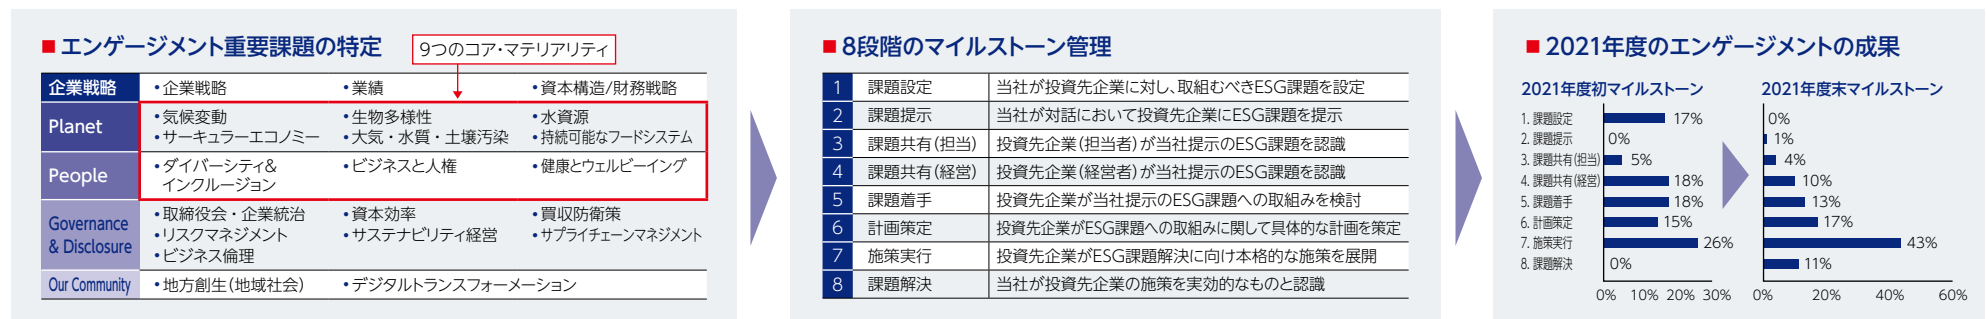 ■エンゲージメント重要課題の特定
9つのコア・マテリアリティ
企業戦略 •企業戦略 •業績 •資本構造/財務戦略
Planet
•気候変動 •生物多様性 •水資源
•サーキュラーエコノミー •大気・水質・土壌汚染 •持続可能なフードシステム
People
•ダイバーシティ& •ビジネスと人権 •健康とウェルビーイング
インクルージョン
Governance
& Disclosure
•取締役会・企業統治 •資本効率 •買収防衛策
•リスクマネジメント •サステナビリティ経営 •サプライチェーンマネジメント
•ビジネス倫理
Our Community •地方創生(地域社会) •デジタルトランスフォーメーション
■8段階のマイルストーン管理
1 課題設定 当社が投資先企業に対し、取組むべきESG課題を設定
2 課題提示 当社が対話において投資先企業にESG課題を提示
3 課題共有(担当) 投資先企業(担当者)が当社提示のESG課題を認識
4 課題共有(経営) 投資先企業(経営者)が当社提示のESG課題を認識
5 課題着手 投資先企業が当社提示のESG課題への取組みを検討
6 計画策定 投資先企業がESG課題への取組みに関して具体的な計画を策定
7 施策実行 投資先企業がESG課題解決に向け本格的な施策を展開
8 課題解決 当社が投資先企業の施策を実効的なものと認識
■2021年度のエンゲージメントの成果
2021年度初マイルストーン
1. 課題設定 17%
2. 課題提示 0%
3. 課題共有(担当) 5%
4. 課題共有(経営) 18%
5. 課題着手 18%
6. 計画策定 15%
7. 施策実行 26%
8. 課題解決 0%
0% 10% 20% 30%
2021年度末マイルストーン
0%
1%
4%
10%
13%
17%
43%
11%
0% 20% 40% 60%